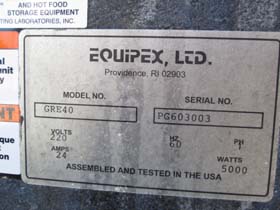 AND HOT FOOD
STORAGE EQUIPMENT
TING LABORATORIES, INC.
EQUIPEX, LTD.
Providence, RI 02903
MODEL NO. SERIAL NO.
GRE40 PG603003
VOLTS HZ PH
220 60 1
AMPS WATTS
24 5000
ASSEMBLED AND TESTED IN THE USA